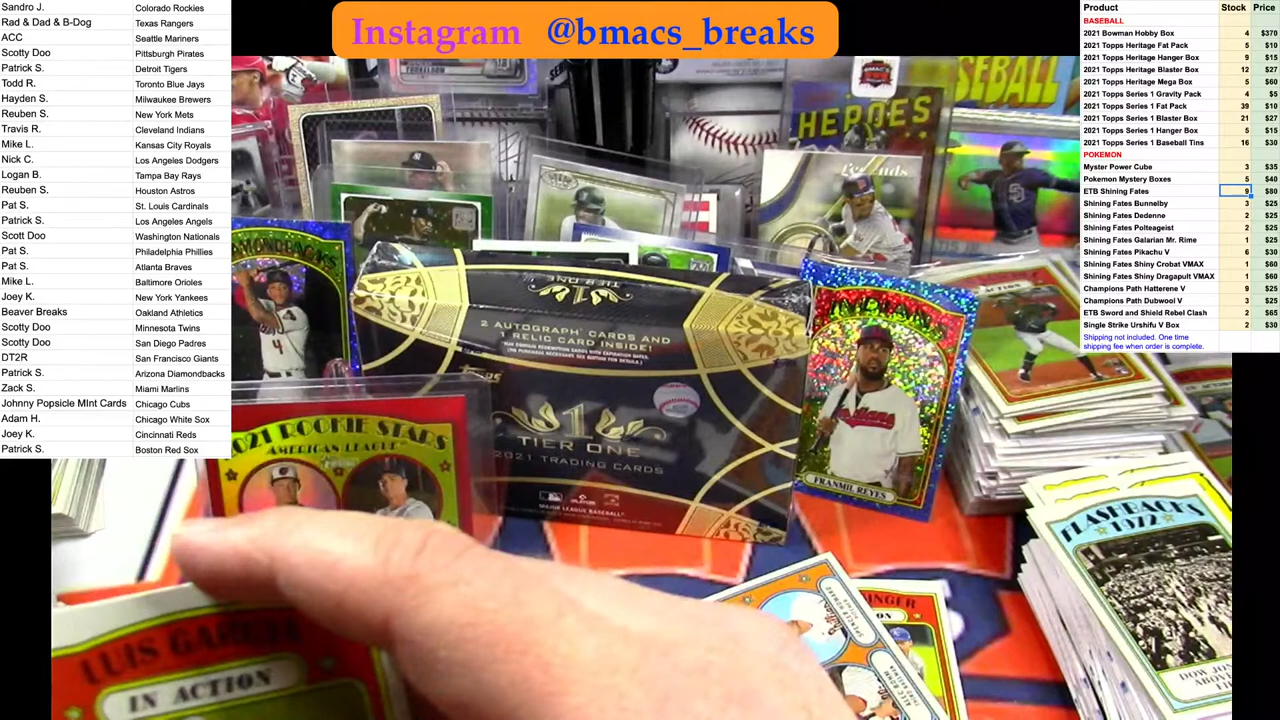 Sandro J. Colorado Rockies
Rad & Dad & B-Dog Texas Rangers
ACC Seattle Mariners
Scotty Doo Pittsburgh Pirates
Patrick S. Detroit Tigers
Todd R. Toronto Blue Jays
Hayden S. Milwaukee Brewers
Reuben S. New York Mets
Travis R. Cleveland Indians
Mike L. Kansas City Royals
Nick C. Los Angeles Dodgers
Logan B. Tampa Bay Rays
Reuben S. Houston Astros
Pat S. St. Louis Cardinals
Patrick S. Los Angeles Angels
Scott Doo Washington Nationals
Pat S. Philadelphia Phillies
Pat S. Atlanta Braves
Mike L. Baltimore Orioles
Joey K. New York Yankees
Beaver Breaks Oakland Athletics
Scotty Doo Minnesota Twins
Scotty Doo San Diego Padres
DT2R San Francisco Giants
Patrick S. Arizona Diamondbacks
Zack S. Miami Marlins
Johnny Popsicle MInt Cards Chicago Cubs
Adam H. Chicago White Sox
Joey K. Cincinnati Reds
Patrick S. Boston Red Sox
Instagram @bmacs_breaks
Product Stock Price
BASEBALL
2021 Bowman Hobby Box 4 $370
2021 Topps Heritage Fat Pack 5 $10
2021 Topps Heritage Hanger Box 9 $15
2021 Topps Heritage Blaster Box 12 $27
2021 Topps Heritage Mega Box 5 $60
2021 Topps Series 1 Gravity Pack 4 $5
2021 Topps Series 1 Fat Pack 39 $10
2021 Topps Series 1 Blaster Box 21 $27
2021 Topps Series 1 Hanger Box 5 $15
2021 Topps Series 1 Baseball Tins 16 $30
POKEMON
Myster Power Cube 3 $35
Pokemon Mystery Boxes 5 $40
ETB Shining Fates 9 $80
Shining Fates Bunnelby 3 $25
Shining Fates Dedenne 2 $25
Shining Fates Polteageist 2 $25
Shining Fates Galarian Mr. Rime 1 $25
Shining Fates Pikachu V 6 $30
Shining Fates Shiny Crobat VMAX 1 $60
Shining Fates Shiny Dragapult VMAX 1 $60
Champions Path Hatterene V 9 $25
Champions Path Dubwool V 3 $25
ETB Sword and Shield Rebel Clash 2 $65
Single Strike Urshifu V Box 2 $30
Shipping not included. One time
shipping fee when order is complete.
HEROES
SEBALL
TIER ONE
2 AUTOGRAPH CARDS AND
1 RELIC CARD INSIDE!
Topps
1
TIER ONE
2021 TRADING CARDS
MAJOR LEAGUE BASEBALL
IN ACTION
Indians
FRANMIL REYES
2021 ROOKIE STARS
AMERICAN LEAGUE
LUIS GARCIA
IN ACTION
FLASHBACKS
1972
DOW JON
ABOV